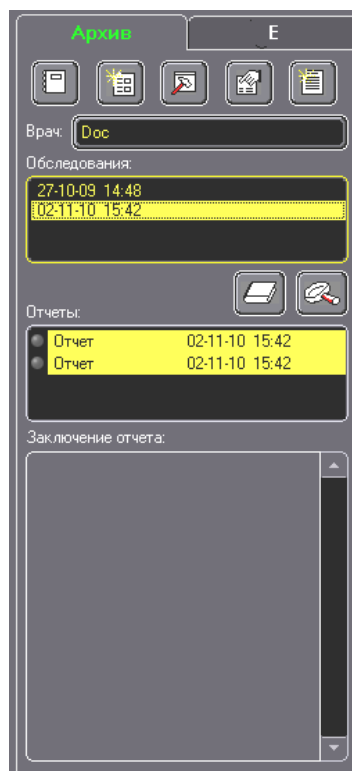 Архив E
Врач: Doc
Обследования:
27-10-09 14:48
02-11-10 15:42
Отчеты:
Отчет 02-11-10 15:42
Отчет 02-11-10 15:42
Заключение отчета: